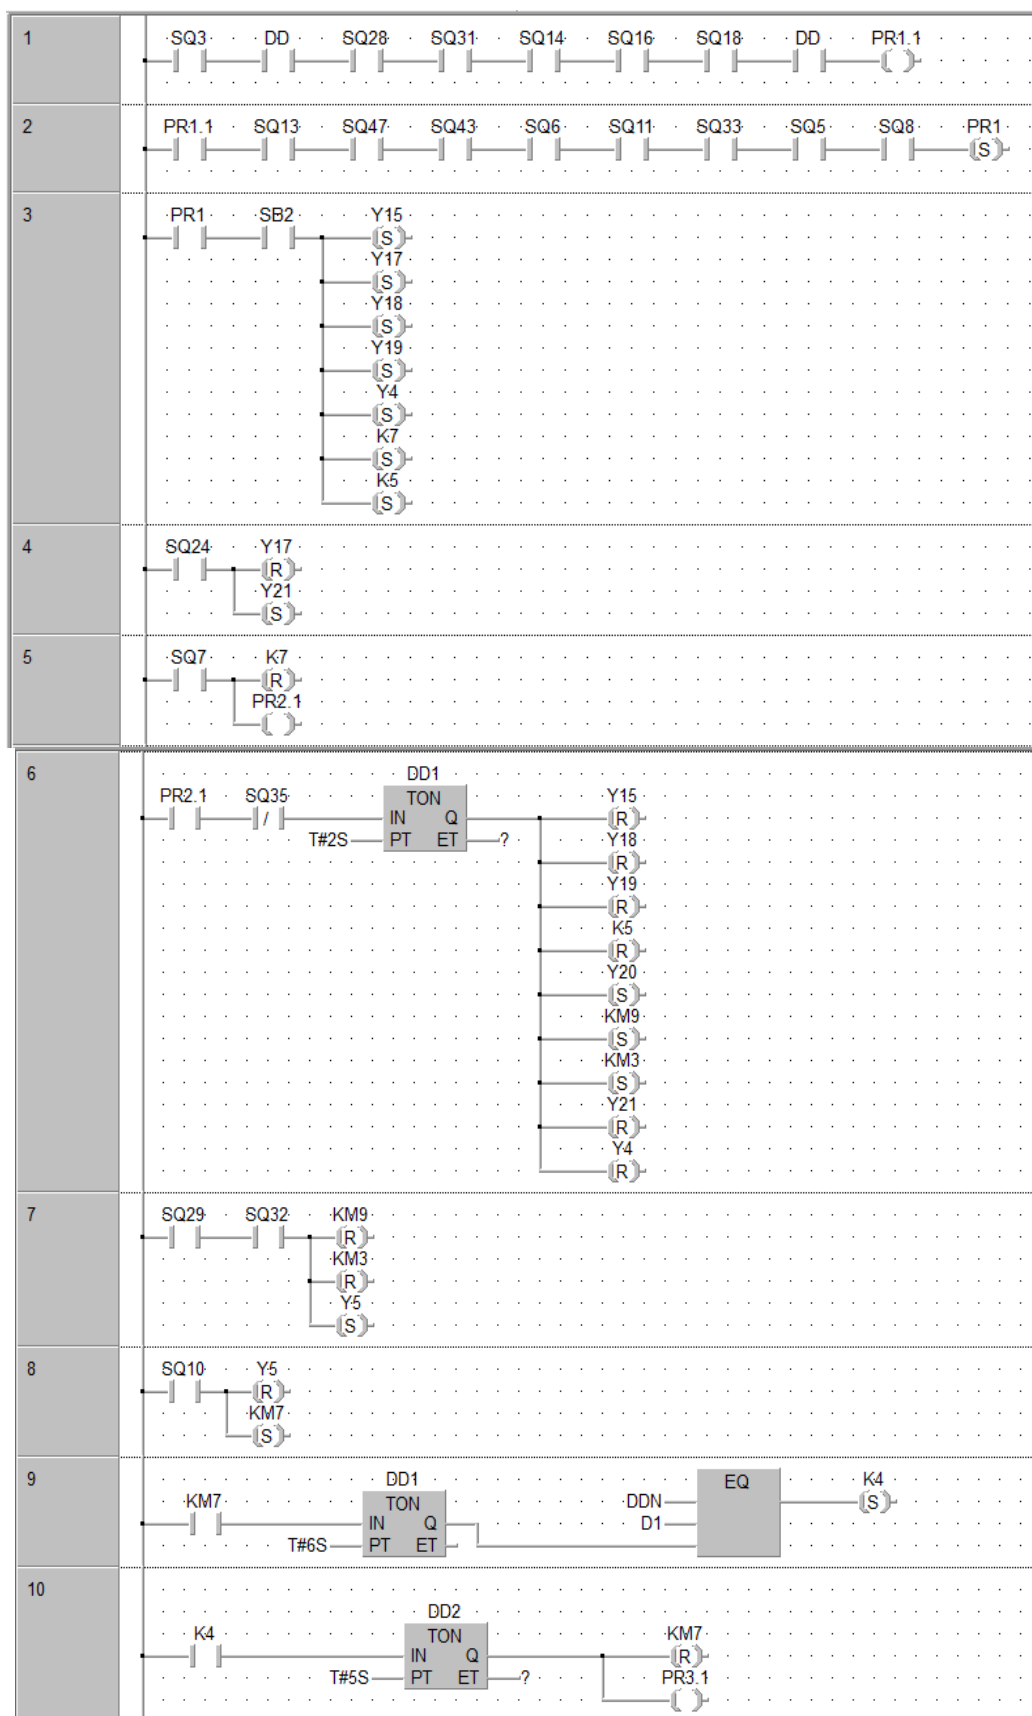 1
SQ3 DD SQ28 SQ31 SQ14 SQ16 SQ18 DD PR1.1
2
PR1.1 SQ13 SQ47 SQ43 SQ6 SQ11 SQ33 SQ5 SQ8 PR1
S
3
PR1 SB2 Y15
S
Y17
S
Y18
S
Y19
S
Y4
S
K7
S
K5
S
4
SQ24 Y17
R
Y21
S
5
SQ7 K7
R
PR2.1
6
DD1
PR2.1 SQ35 TON Y15
/ IN Q R
T#2S PT ET ? Y18
R
Y19
R
K5
R
Y20
S
KM9
S
KM3
S
Y21
R
Y4
R
7
SQ29 SQ32 KM9
R
KM3
R
Y5
S
8
SQ10 Y5
R
KM7
S
9
DD1 EQ K4
KM7 TON DDN S
IN Q D1
T#6S PT ET
10
DD2
K4 TON KM7
IN Q R
T#5S PT ET ? PR3.1